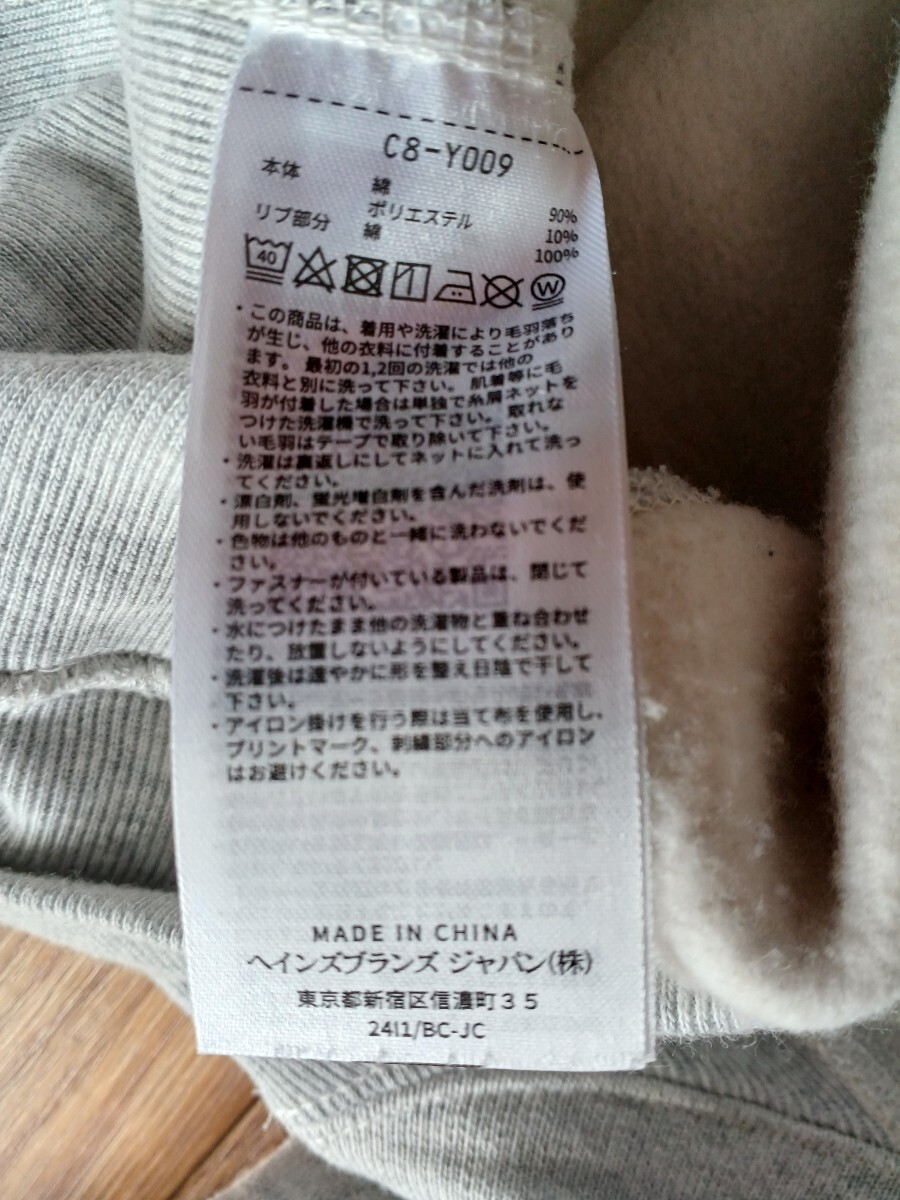 C8-Y009
本体 綿 90%
ポリエステル 10%
リブ部分 綿 100%
40
W
・この商品は、着用や洗濯により毛羽落ち
が生じ、他の衣料に付着することがあり
ます。最初の1,2回の洗濯では他の
衣料と別に洗って下さい。肌着等に毛
羽が付着した場合は単独で糸屑ネットを
つけた洗濯機で洗って下さい。取れな
い毛羽はテープで取り除いて下さい。
・洗濯は裏返しにしてネットに入れて洗っ
てください。
・漂白剤、蛍光増白剤を含んだ洗剤は、使
用しないでください。
・色物は他のものと一緒に洗わないでくだ
さい。
・ファスナーが付いている製品は、閉じて
洗ってください。
・水につけたまま他の洗濯物と重ね合わせ
たり、放置しないようにしてください。
・洗濯後は速やかに形を整え日陰で干して
下さい。
・アイロン掛けを行う際は当て布を使用し、
プリントマーク、刺繍部分へのアイロン
はお避けください。
MADE IN CHINA
ヘインズブランズ ジャパン(株)
東京都新宿区信濃町35
24I1/BC-JC